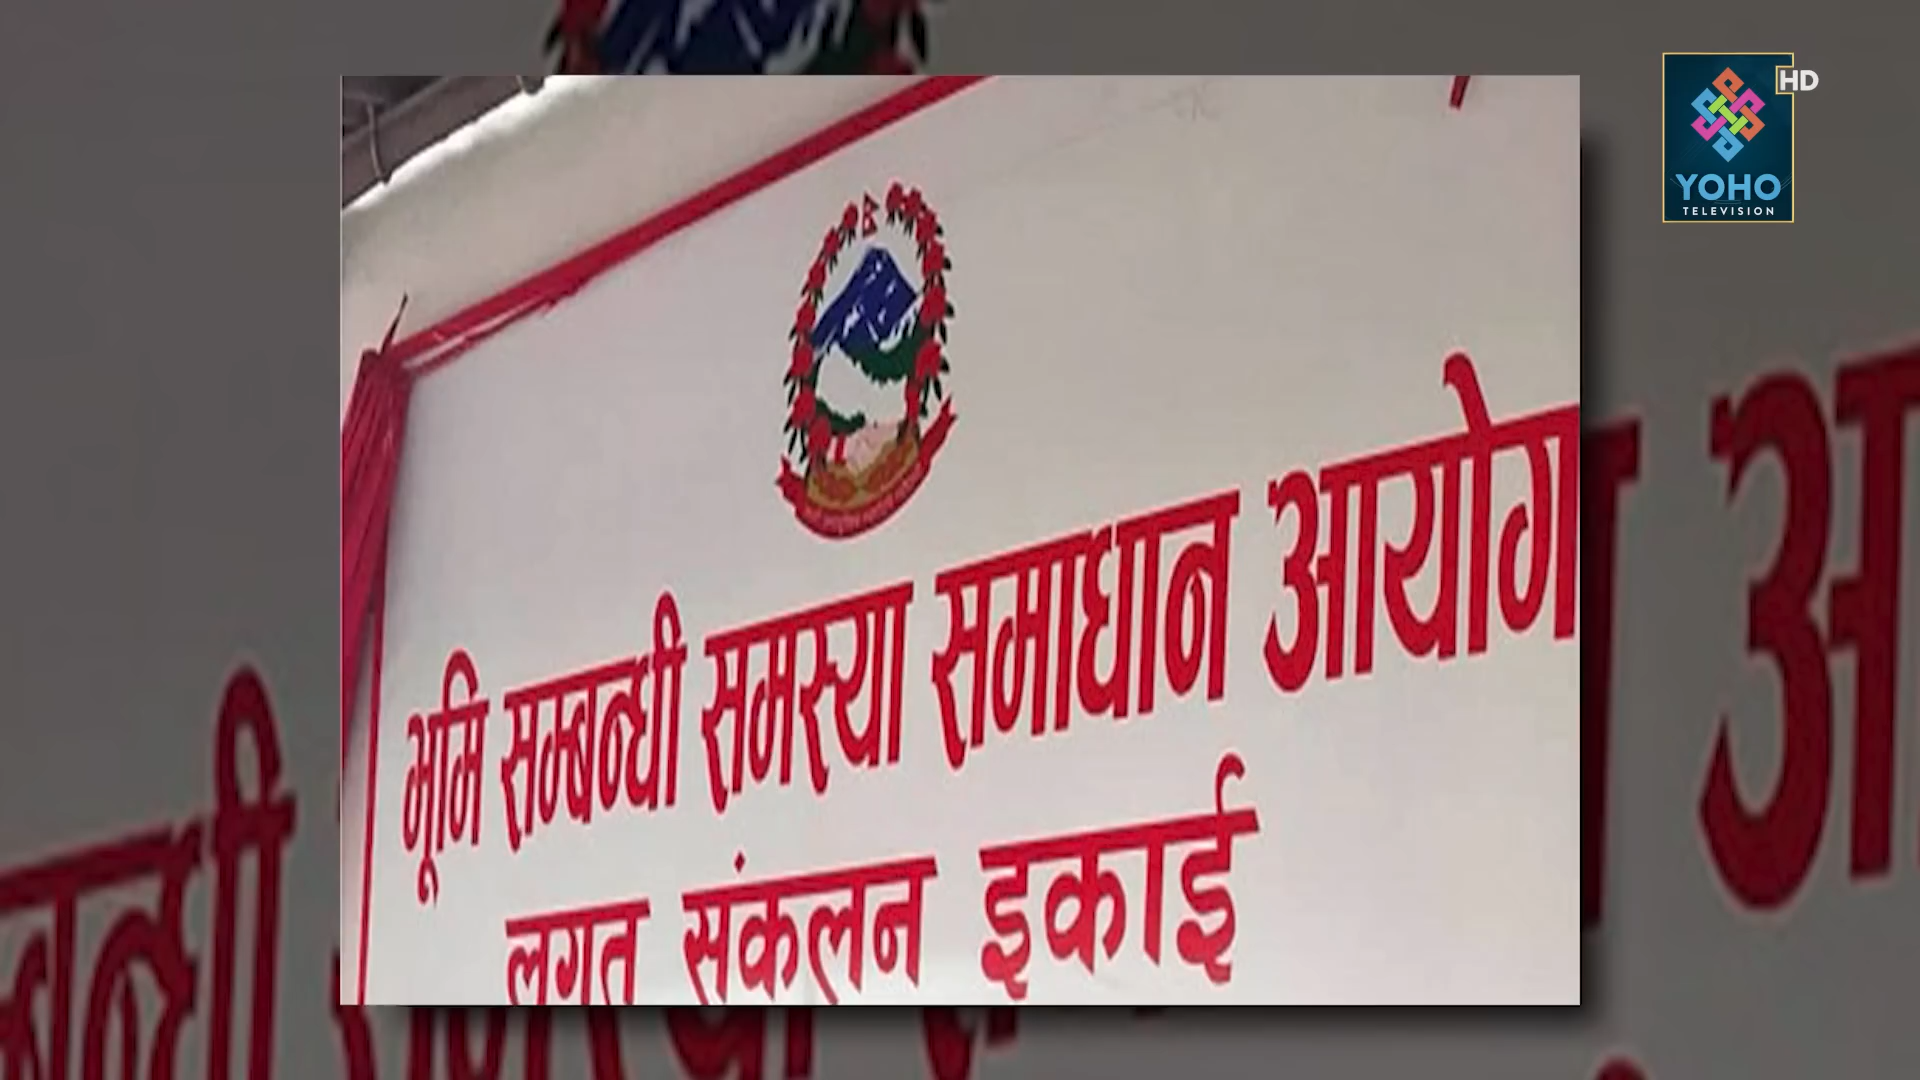 HD
YOHO
TELEVISION
भूमि सम्बन्धी समस्या समाधान आयोग
लगत संकलन इकाई